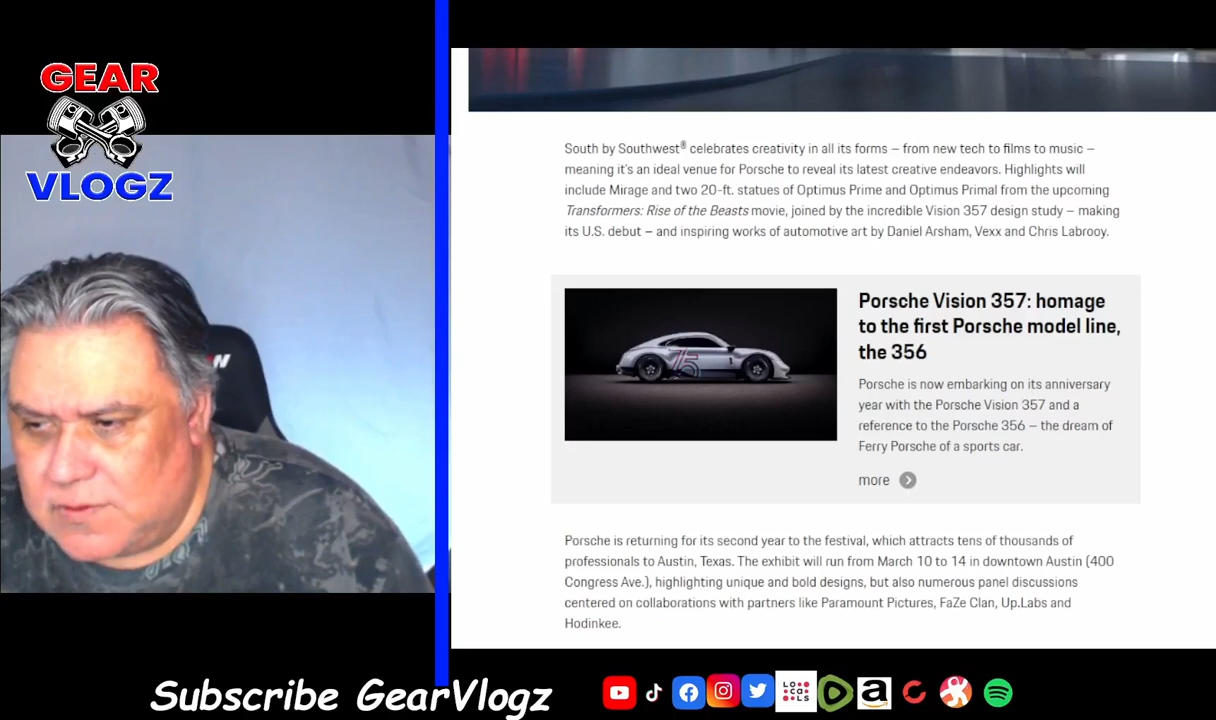 GEAR
VLOGZ
South by Southwest® celebrates creativity in all its forms – from new tech to films to music –
meaning it's an ideal venue for Porsche to reveal its latest creative endeavors. Highlights will
include Mirage and two 20-ft. statues of Optimus Prime and Optimus Primal from the upcoming
Transformers: Rise of the Beasts movie, joined by the incredible Vision 357 design study – making
its U.S. debut – and inspiring works of automotive art by Daniel Arsham, Vexx and Chris Labrooy.
75
Porsche Vision 357: homage
to the first Porsche model line,
the 356
Porsche is now embarking on its anniversary
year with the Porsche Vision 357 and a
reference to the Porsche 356 – the dream of
Ferry Porsche of a sports car.
more
Porsche is returning for its second year to the festival, which attracts tens of thousands of
professionals to Austin, Texas. The exhibit will run from March 10 to 14 in downtown Austin (400
Congress Ave.), highlighting unique and bold designs, but also numerous panel discussions
centered on collaborations with partners like Paramount Pictures, FaZe Clan, Up.Labs and
Hodinkee.
Subscribe GearVlogz
LO
ca
LS
a